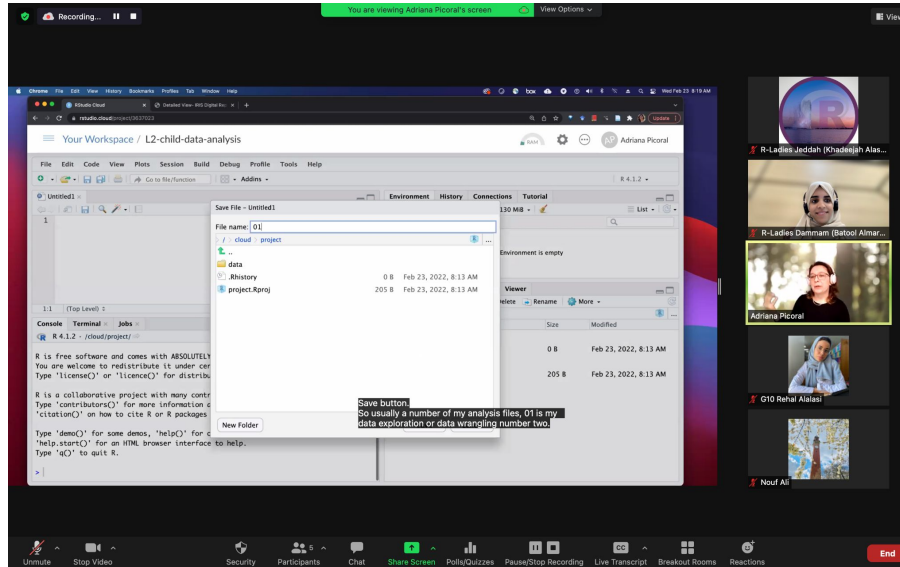 Recording...
You are viewing Adriana Picoral's screen
View Options
View
Chrome File Edit View History Bookmarks Profiles Tab Window Help
box
Wed Feb 23 8:19 AM
RStudio Cloud
Detailed View- IRIS Digital Re
rstudio.cloud/project/3637023
Update
Your Workspace / L2-child-data-analysis
RAM
AP
Adriana Picoral
File Edit Code View Plots Session Build Debug Profile Tools Help
Go to file/function
Addins
R 4.1.2
Untitled1
1
1:1 (Top Level)
Environment History Connections Tutorial
130 MiB
List
Environment is empty
Save File - Untitled1
File name: 01
/ cloud project
..
data
.Rhistory 0 B Feb 23, 2022, 8:13 AM
project.Rproj 205 B Feb 23, 2022, 8:13 AM
New Folder
Viewer
Delete Rename More
Size Modified
0 B Feb 23, 2022, 8:13 AM
205 B Feb 23, 2022, 8:13 AM
Console Terminal Jobs
R 4.1.2 · /cloud/project/
R is free software and comes with ABSOLUTELY
You are welcome to redistribute it under cer
Type 'license()' or 'licence()' for distribu
R is a collaborative project with many contr
Type 'contributors()' for more information a
'citation()' on how to cite R or R packages
Type 'demo()' for some demos, 'help()' for o
'help.start()' for an HTML browser interface to help.
Type 'q()' to quit R.
>
Save button.
So usually a number of my analysis files, 01 is my
data exploration or data wrangling number two.
R-Ladies Jeddah (Khadeejah Alas...
R-Ladies Dammam (Batool Almar...
Adriana Picoral
G10 Rehal Alalasi
Nouf Ali
Unmute
Stop Video
Security
5
Participants
Chat
Share Screen
Polls/Quizzes
Pause/Stop Recording
CC
Live Transcript
Breakout Rooms
Reactions
End